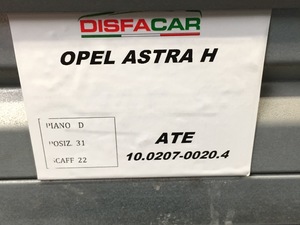 DISFACAR
OPEL ASTRA H
PIANO D
POSIZ. 31
SCAFF 22
ATE
10.0207-0020.4